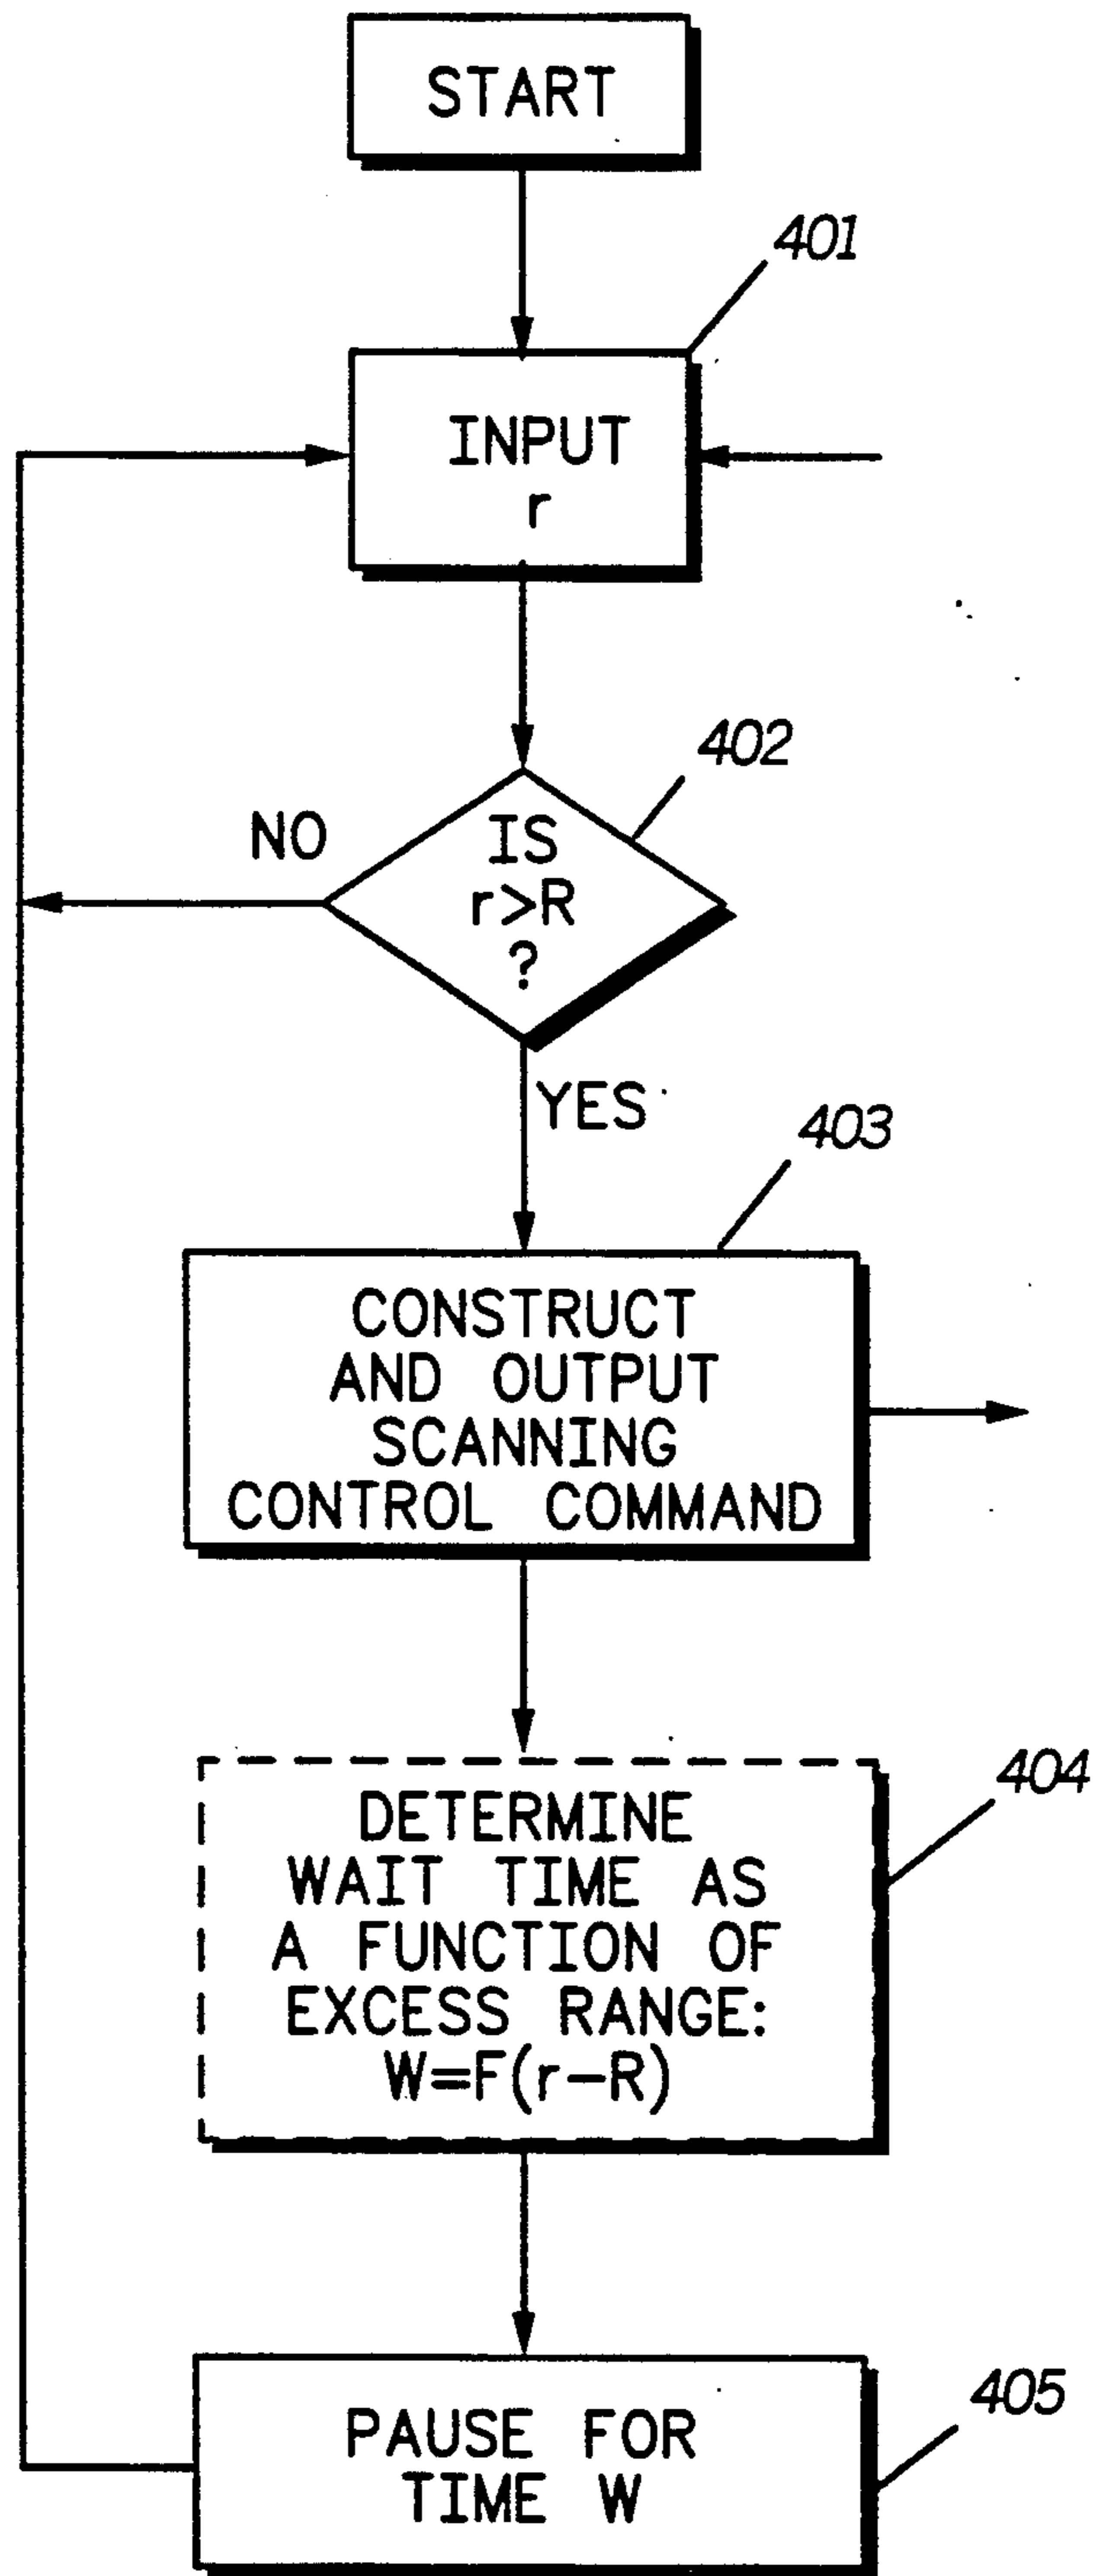 START
401
INPUT
r
402
NO
IS
r>R
?
YES
403
CONSTRUCT
AND OUTPUT
SCANNING
CONTROL COMMAND
404
DETERMINE
WAIT TIME AS
A FUNCTION OF
EXCESS RANGE:
W=F(r-R)
405
PAUSE FOR
TIME W